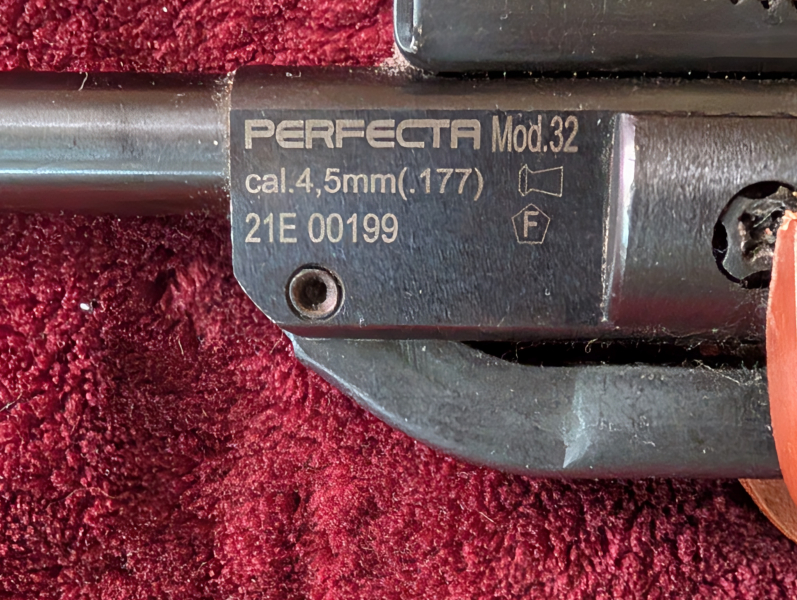 PERFECTA Mod.32
cal.4,5mm(.177)
21E 00199
F